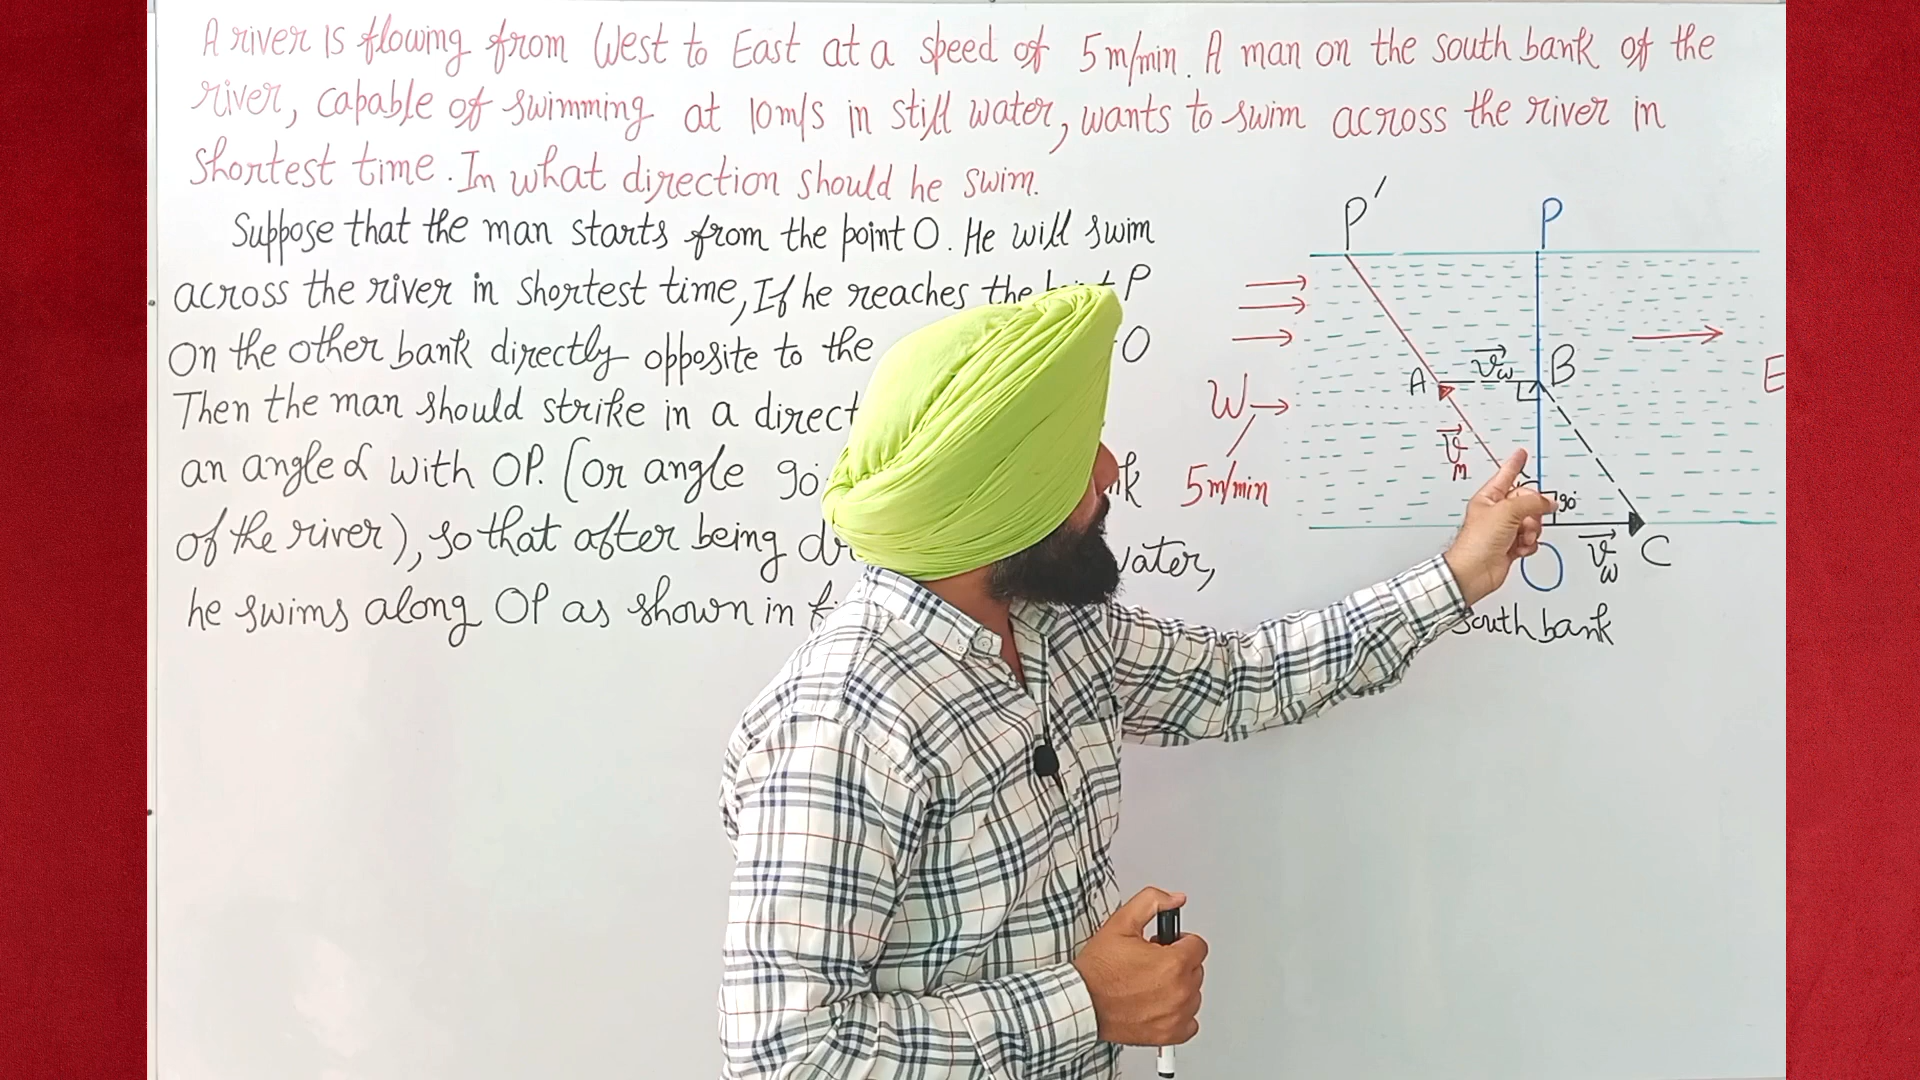 A river is flowing from West to East at a speed of 5m/min. A man on the south bank of the
river, capable of swimming at 10m/s in still water, wants to swim across the river in
shortest time. In what direction should he swim.
Suppose that the man starts from the point O. He will swim
across the river in shortest time, If he reaches the P
On the other bank directly opposite to the O
Then the man should strike in a direct
an angle α with OP. (or angle 90
of the river), so that after being water,
he swims along OP as shown in
P′ P
A B
v⃗w
W E
v⃗m
5m/min
90°
O v⃗w C
South bank